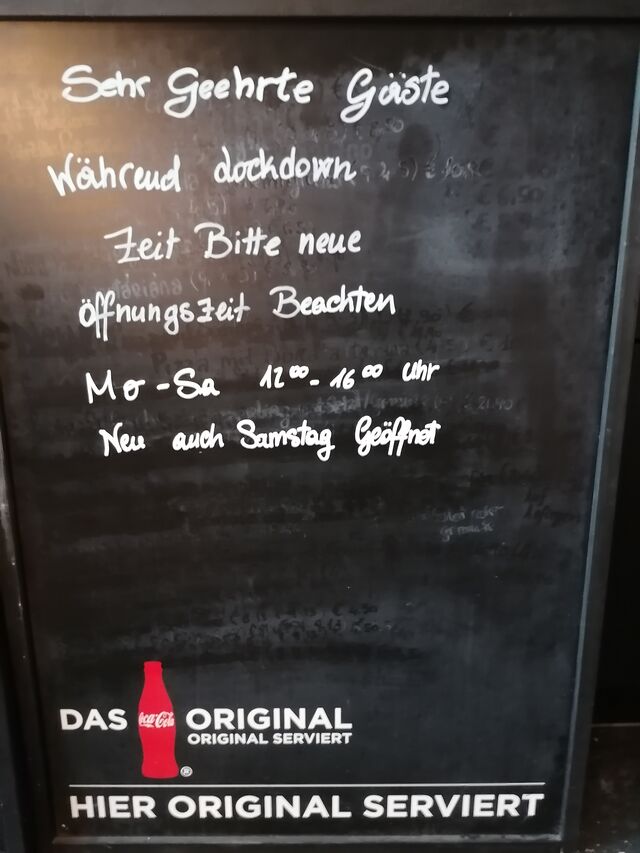 Sehr Geehrte Gäste
Während lockdown
Zeit Bitte neue
Öffnungszeit Beachten
Mo - Sa 12⁰⁰ - 16⁰⁰ uhr
Neu auch Samstag Geöffnet
DAS Coca-Cola ORIGINAL
ORIGINAL SERVIERT
®
HIER ORIGINAL SERVIERT